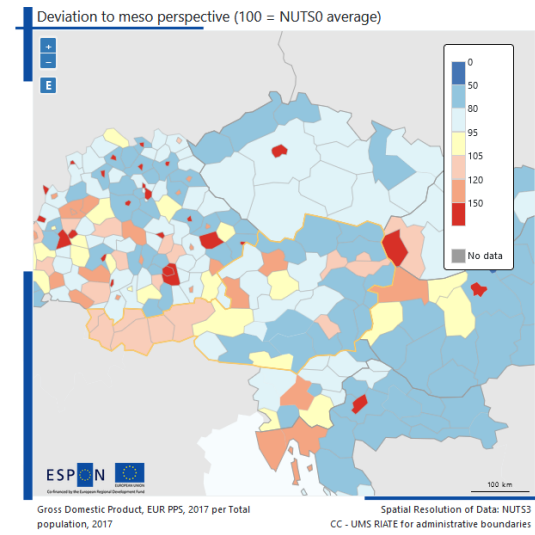 Deviation to meso perspective (100 = NUTS0 average)
+
−
E
0
50
80
95
105
120
150
No data
ESPON
EUROPEAN UNION
Co-financed by the European Regional Development Fund
100 km
Gross Domestic Product, EUR PPS, 2017 per Total
population, 2017
Spatial Resolution of Data: NUTS3
CC - UMS RIATE for administrative boundaries